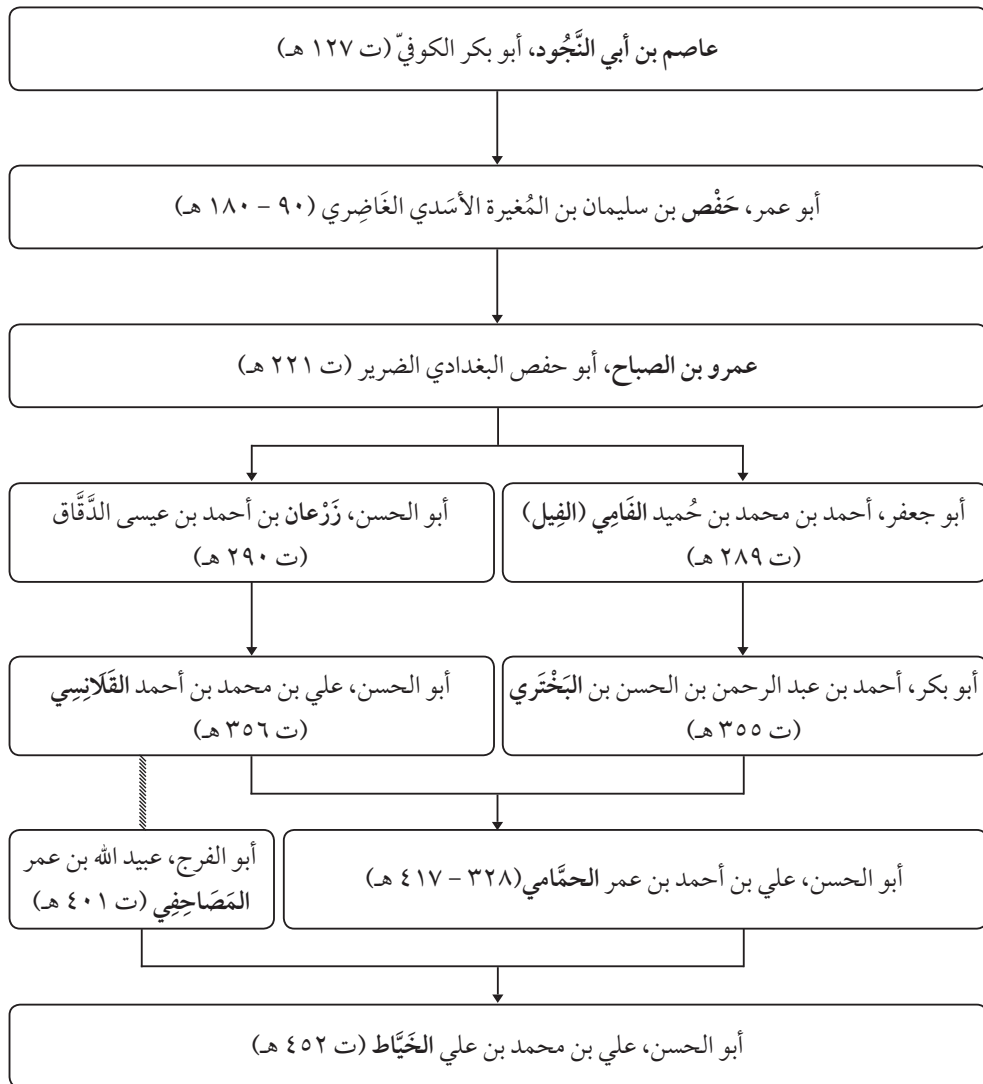 عاصم بن أبي النَّجُود، أبو بكر الكوفيّ (ت ١٢٧ هـ)
أبو عمر، حَفْص بن سليمان بن المُغيرة الأسَدي الغَاضِري (٩٠ - ١٨٠ هـ)
عمرو بن الصباح، أبو حفص البغدادي الضرير (ت ٢٢١ هـ)
أبو جعفر، أحمد بن محمد بن حُميد الفَامِي (الفِيل)
(ت ٢٨٩ هـ)
أبو الحسن، زَرْعان بن أحمد بن عيسى الدَّقَّاق
(ت ٢٩٠ هـ)
أبو بكر، أحمد بن عبد الرحمن بن الحسن بن البَخْتَري
(ت ٣٥٥ هـ)
أبو الحسن، علي بن محمد بن أحمد القَلَانِسِي
(ت ٣٥٦ هـ)
أبو الحسن، علي بن أحمد بن عمر الحمَّامي(٣٢٨ - ٤١٧ هـ)
أبو الفرج، عبيد الله بن عمر
المَصَاحِفِي (ت ٤٠١ هـ)
أبو الحسن، علي بن محمد بن علي الخَيَّاط (ت ٤٥٢ هـ)